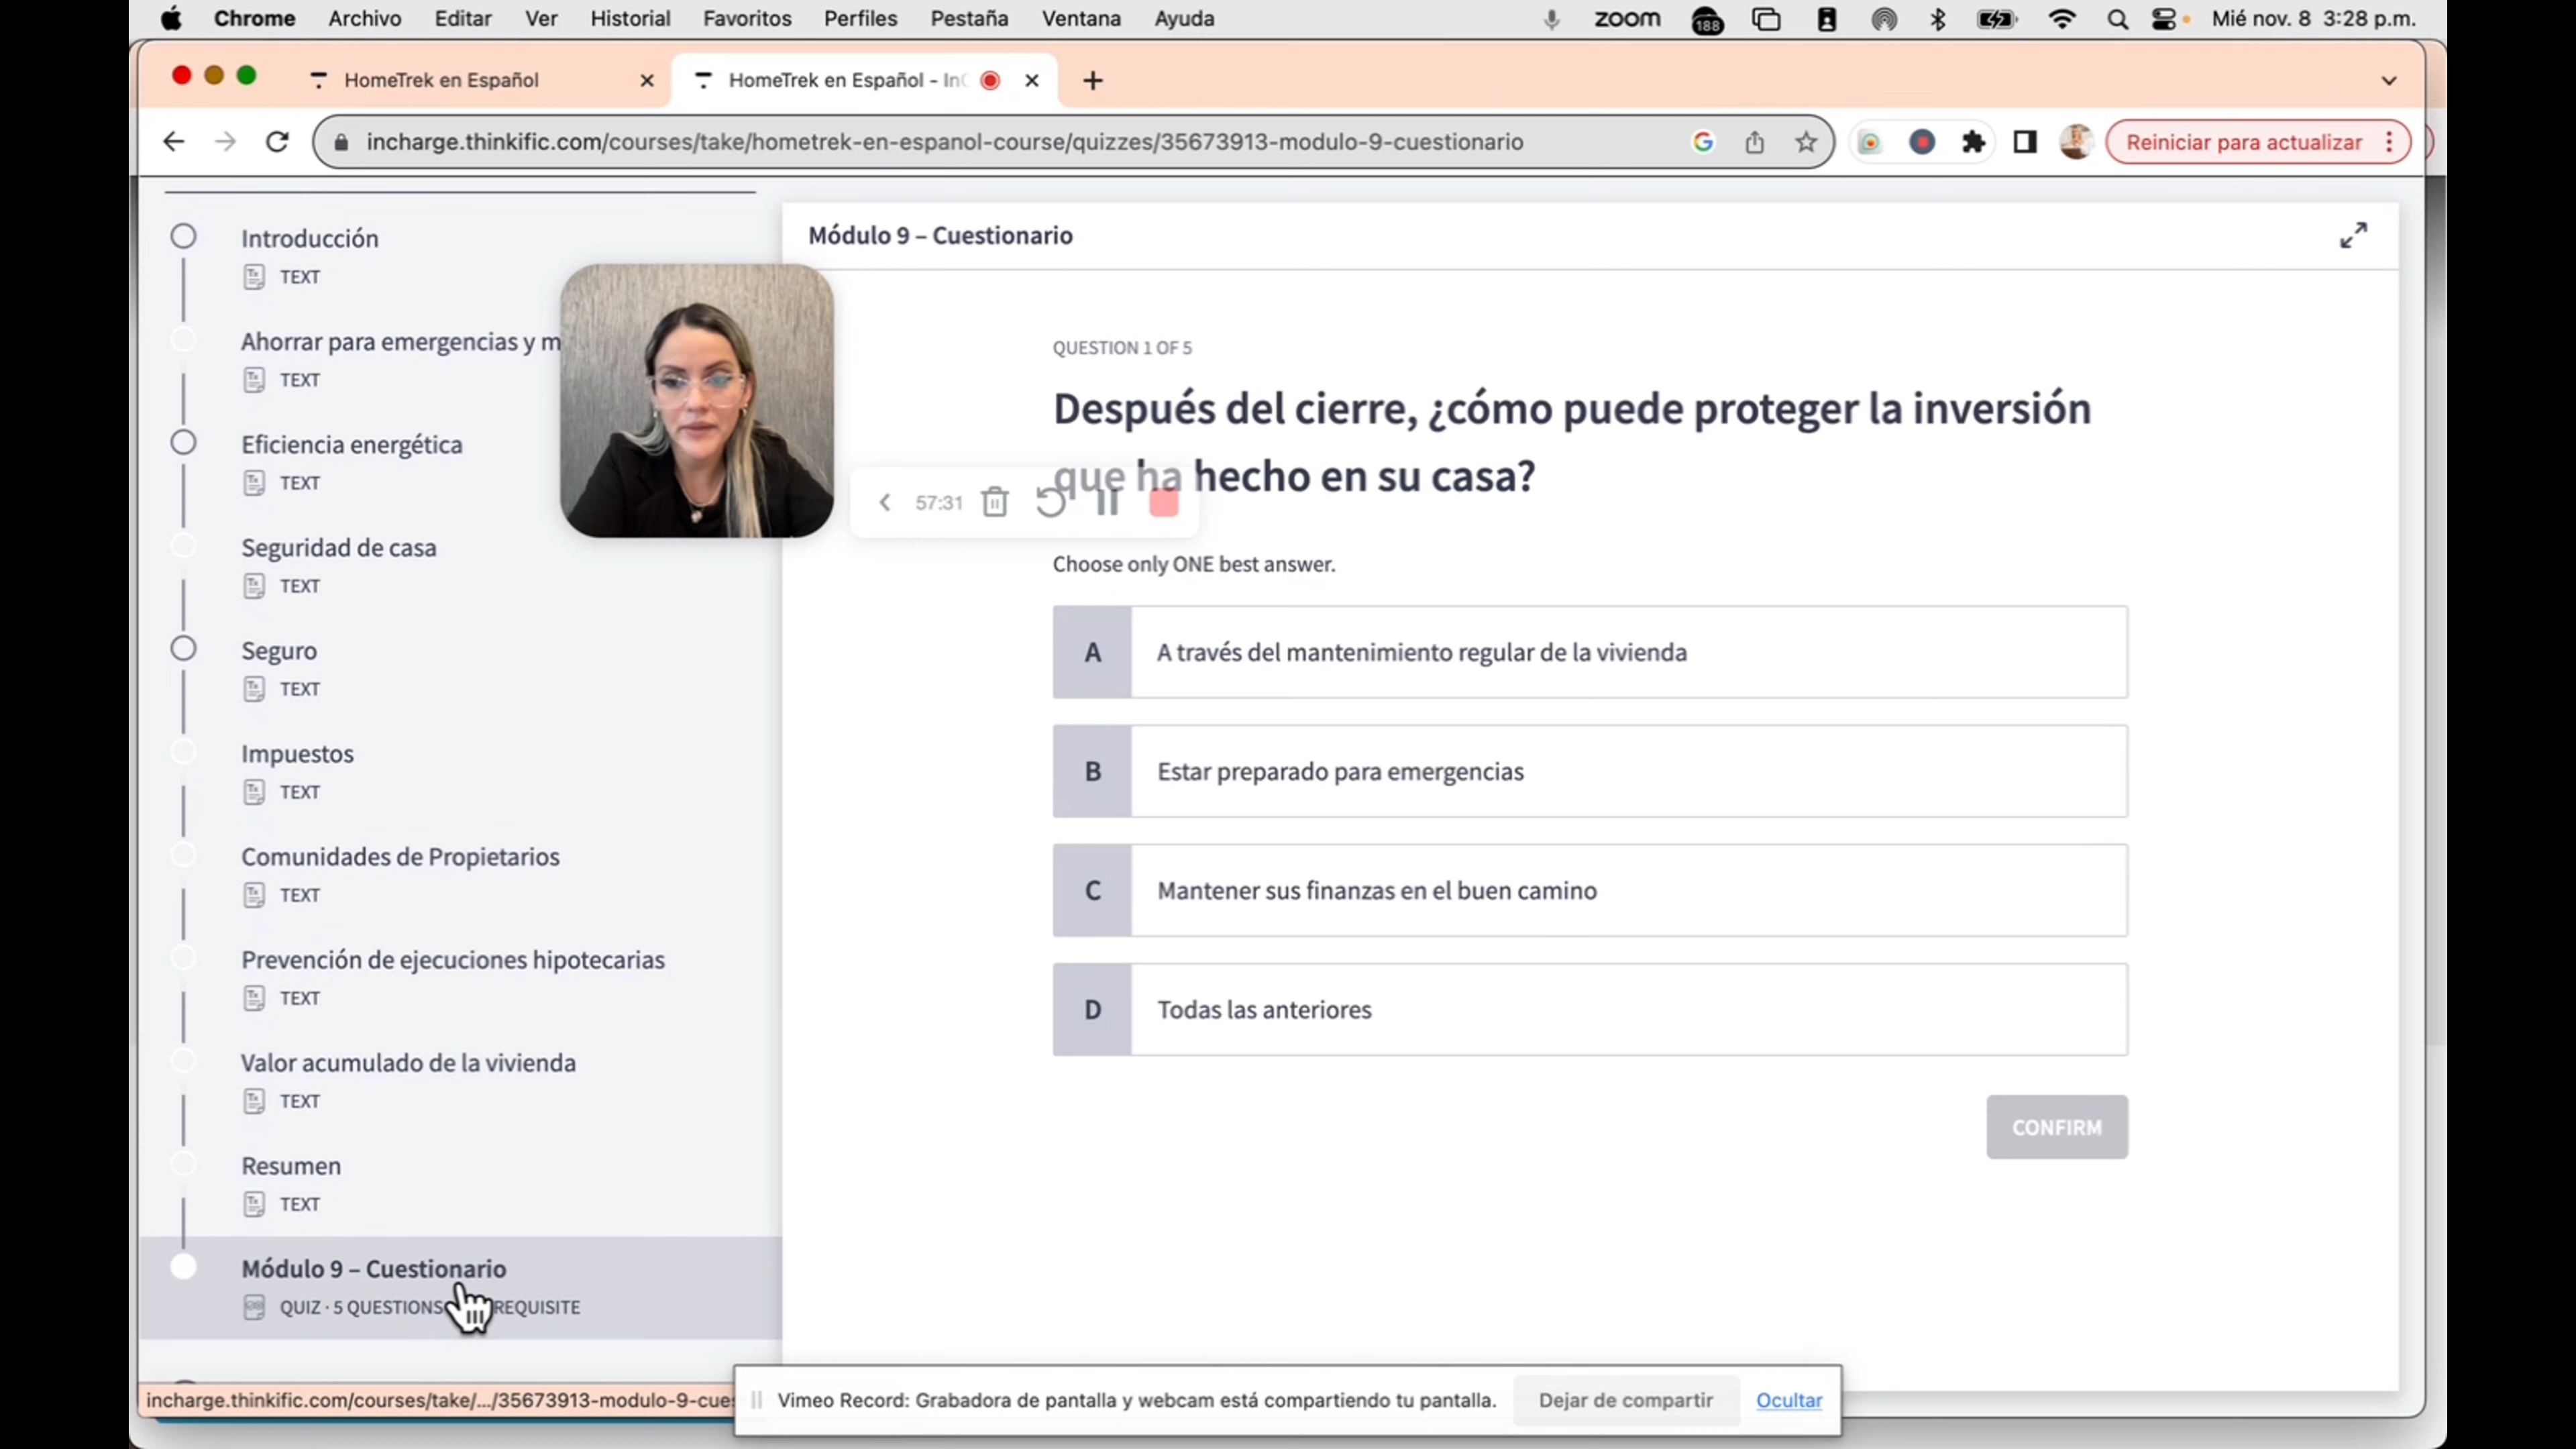 Chrome Archivo Editar Ver Historial Favoritos Perfiles Pestaña Ventana Ayuda zoom 188 Mié nov. 8 3:28 p.m.
HomeTrek en Español HomeTrek en Español - In
incharge.thinkific.com/courses/take/hometrek-en-espanol-course/quizzes/35673913-modulo-9-cuestionario Reiniciar para actualizar
Introducción
TEXT
Ahorrar para emergencias y m
TEXT
Eficiencia energética
TEXT
Seguridad de casa
TEXT
Seguro
TEXT
Impuestos
TEXT
Comunidades de Propietarios
TEXT
Prevención de ejecuciones hipotecarias
TEXT
Valor acumulado de la vivienda
TEXT
Resumen
TEXT
Módulo 9 – Cuestionario
QUIZ · 5 QUESTIONS REQUISITE
incharge.thinkific.com/courses/take/.../35673913-modulo-9-cues
Módulo 9 – Cuestionario
QUESTION 1 OF 5
Después del cierre, ¿cómo puede proteger la inversión
que ha hecho en su casa?
57:31
Choose only ONE best answer.
A A través del mantenimiento regular de la vivienda
B Estar preparado para emergencias
C Mantener sus finanzas en el buen camino
D Todas las anteriores
CONFIRM
Vimeo Record: Grabadora de pantalla y webcam está compartiendo tu pantalla. Dejar de compartir Ocultar